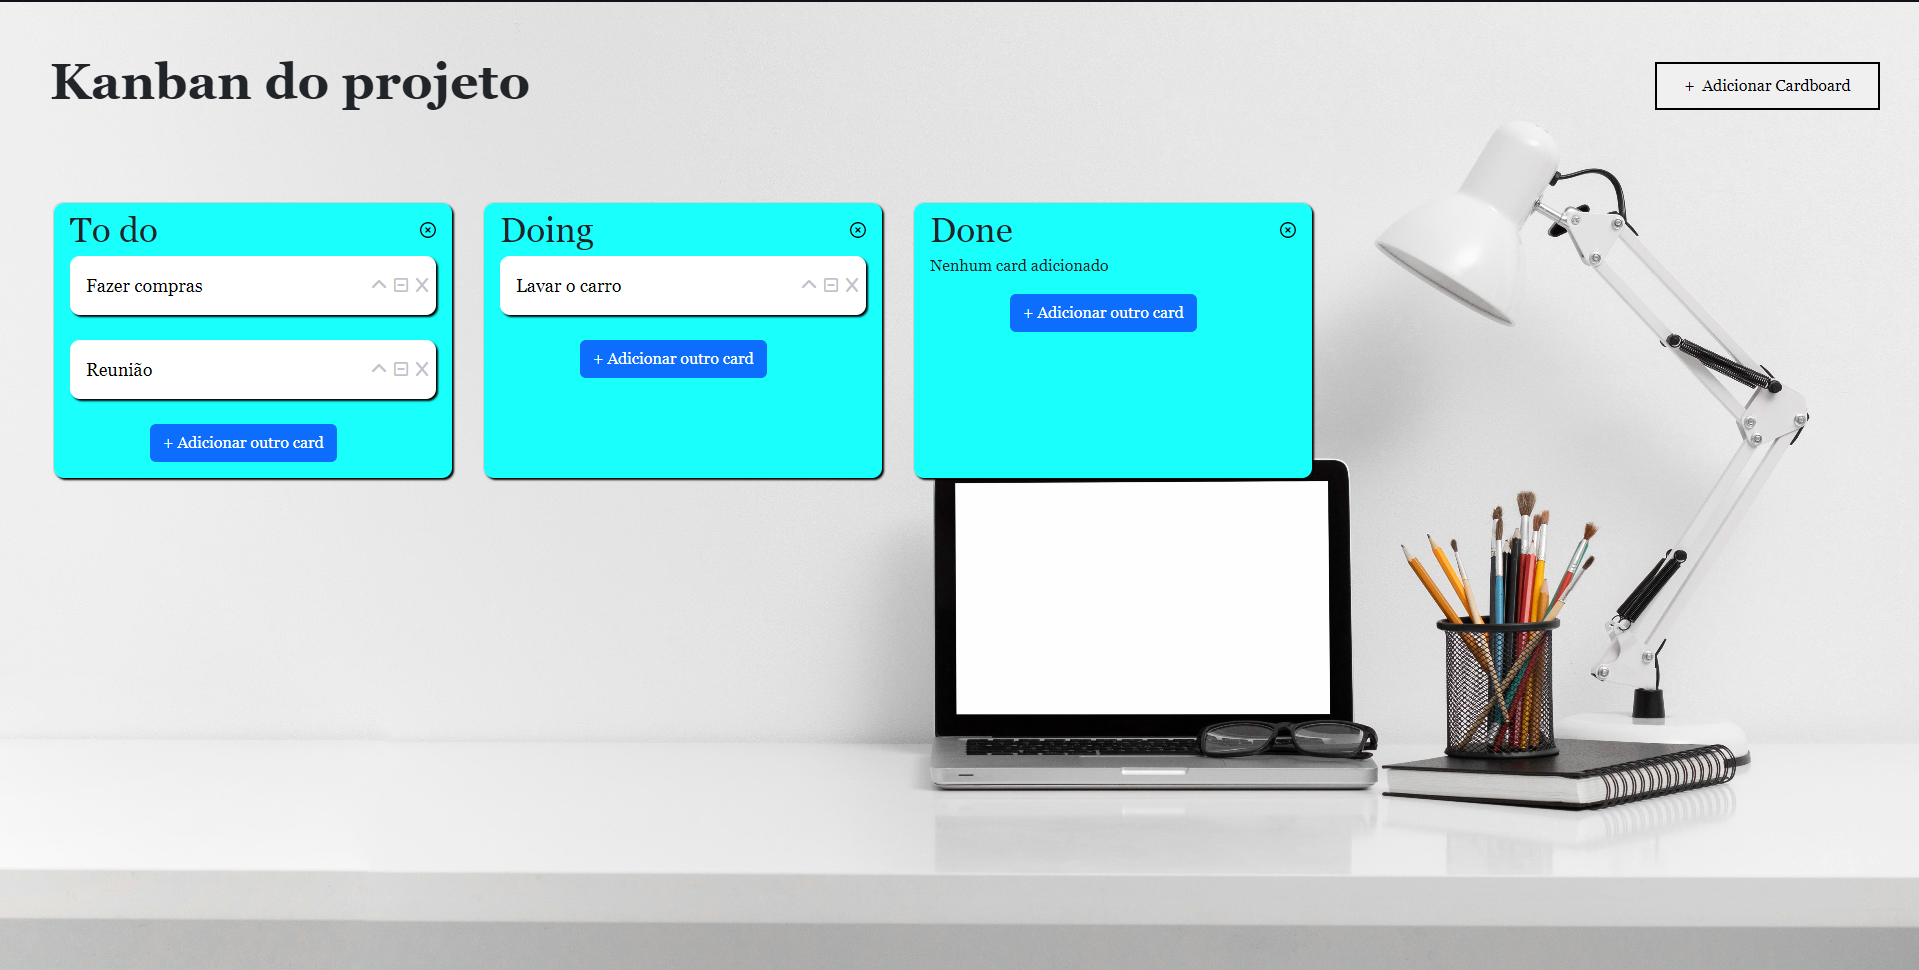 Kanban do projeto
+ Adicionar Cardboard
To do
Fazer compras
Reunião
+ Adicionar outro card
Doing
Lavar o carro
+ Adicionar outro card
Done
Nenhum card adicionado
+ Adicionar outro card